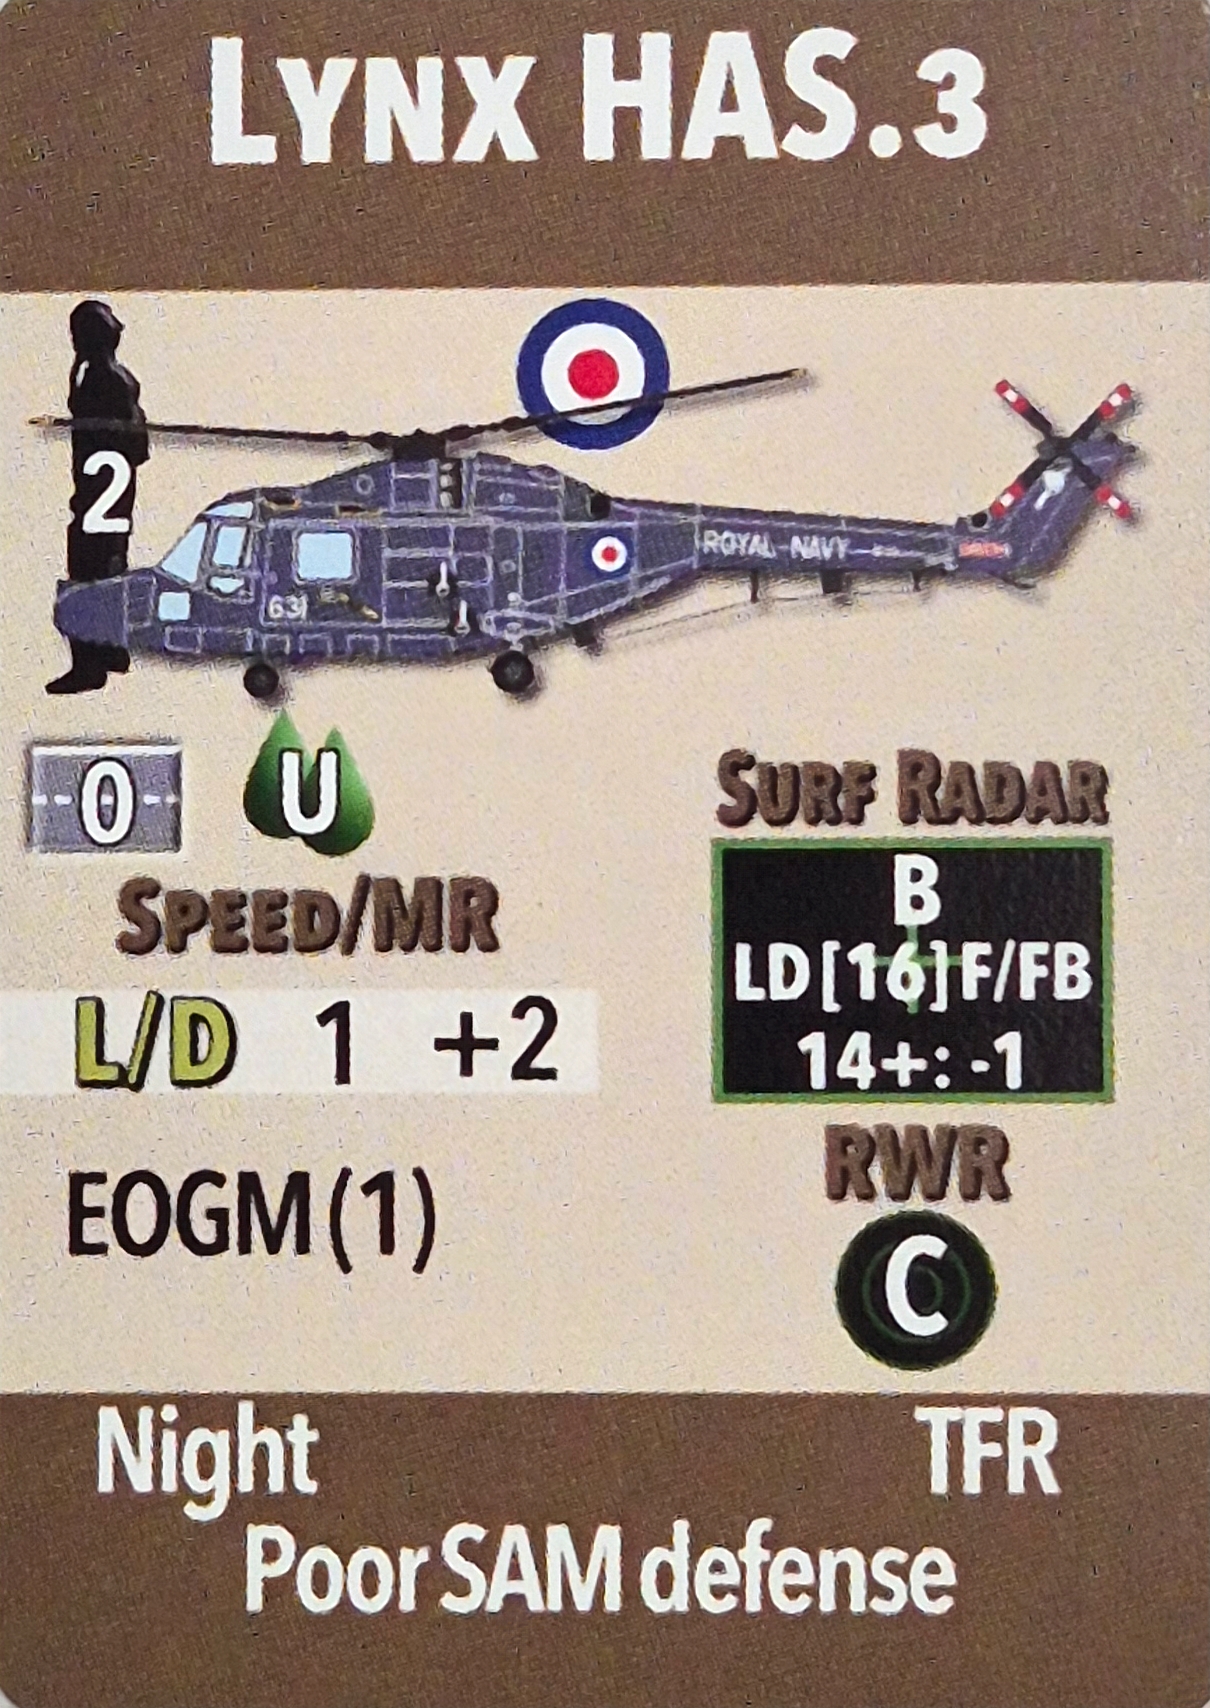 LYNX HAS.3
2
ROYAL NAVY
631
0 U
SURF RADAR
B
LD[16]F/FB
14+: -1
SPEED/MR
L/D 1 +2
EOGM(1)
RWR
C
Night TFR
Poor SAM defense